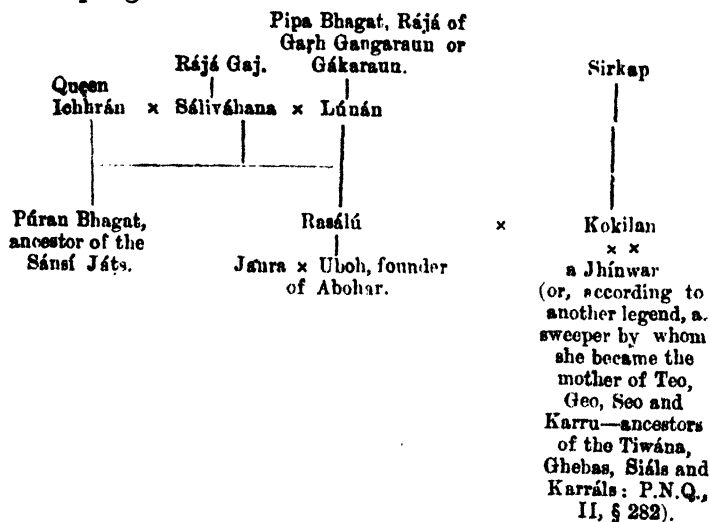 Pipa Bhagat, Rájá of
Gaṛh Gangaraun or
Rájá Gaj. Gákaraun. Sirkap
Queen
Ichhrán × Sáliváhana × Lúnán
Púran Bhagat, Rasálú × Kokilan
ancestor of the × ×
Sánsí Játs. Jaura × Uboh, founder a Jhínwar
of Abohar. (or, according to
another legend, a
sweeper by whom
she became the
mother of Teo,
Geo, Seo and
Karru—ancestors
of the Tiwána,
Ghebas, Siáls and
Karráls: P.N.Q.,
II, § 282).